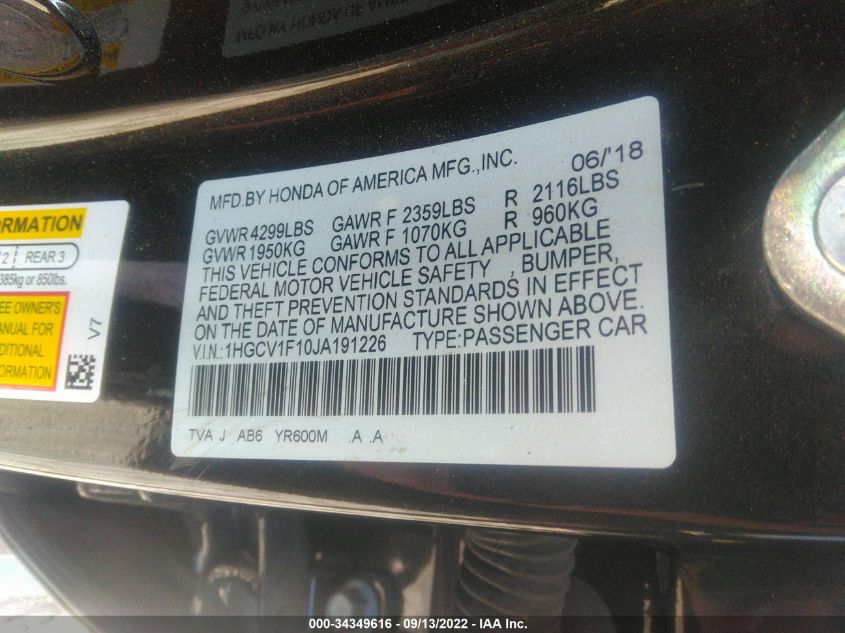 MFD.BY HONDA OF AMERICA MFG.,INC. 06/'18
GVWR 4299LBS GAWR F 2359LBS R 2116LBS
GVWR 1950KG GAWR F 1070KG R 960KG
THIS VEHICLE CONFORMS TO ALL APPLICABLE
FEDERAL MOTOR VEHICLE SAFETY , BUMPER,
AND THEFT PREVENTION STANDARDS IN EFFECT
ON THE DATE OF MANUFACTURE SHOWN ABOVE.
V.I.N.:1HGCV1F10JA191226 TYPE:PASSENGER CAR
TVA J AB6 YR600M .A .A
ORMATION
2 REAR 3
385kg or 850lbs.
EE OWNER'S
ANUAL FOR
DDITIONAL
FORMATION
V7
000-34349616 - 09/13/2022 - IAA Inc.